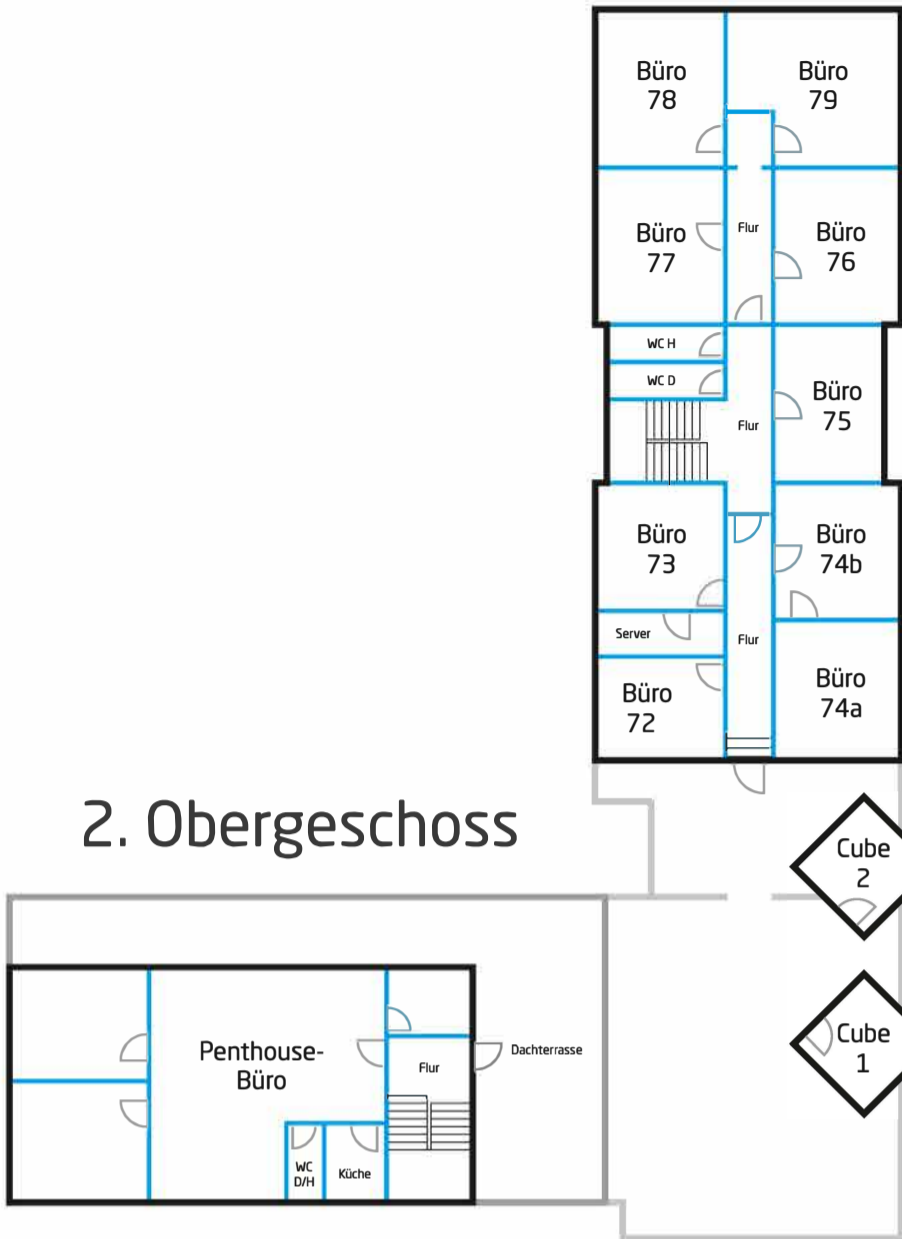 Büro
78
Büro
79
Büro
77
Flur
Büro
76
WC H
WC D
Flur
Büro
75
Büro
73
Büro
74b
Server
Flur
Büro
72
Büro
74a
2. Obergeschoss
Cube
2
Cube
1
Penthouse-
Büro
Flur
Dachterrasse
WC
D/H
Küche